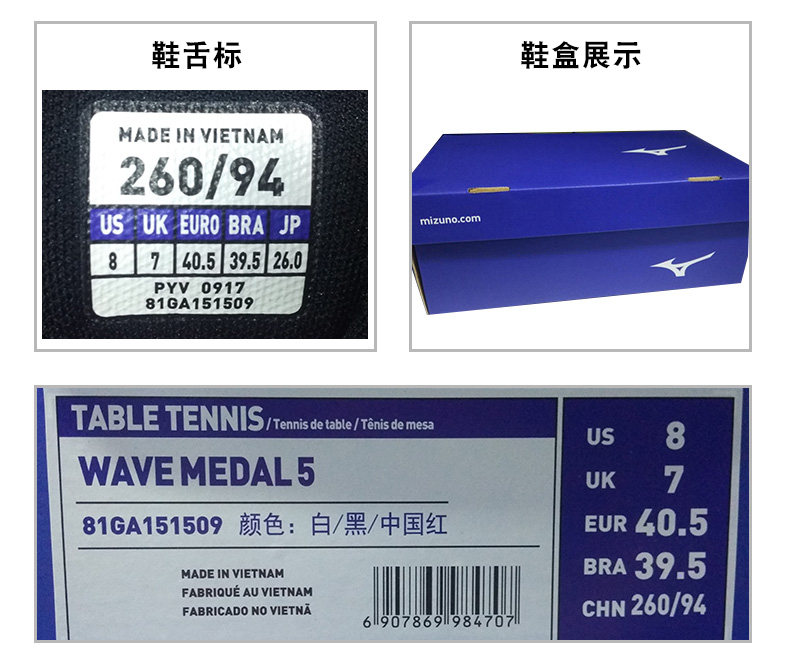 鞋舌标
MADE IN VIETNAM
260/94
US UK EURO BRA JP
8 7 40.5 39.5 26.0
PYV 0917
81GA151509
鞋盒展示
mizuno.com
TABLE TENNIS / Tennis de table / Tênis de mesa
WAVE MEDAL 5
81GA151509 颜色：白/黑/中国红
MADE IN VIETNAM
FABRIQUÉ AU VIETNAM
FABRICADO NO VIETNÃ
6 907869 984707
US 8
UK 7
EUR 40.5
BRA 39.5
CHN 260/94